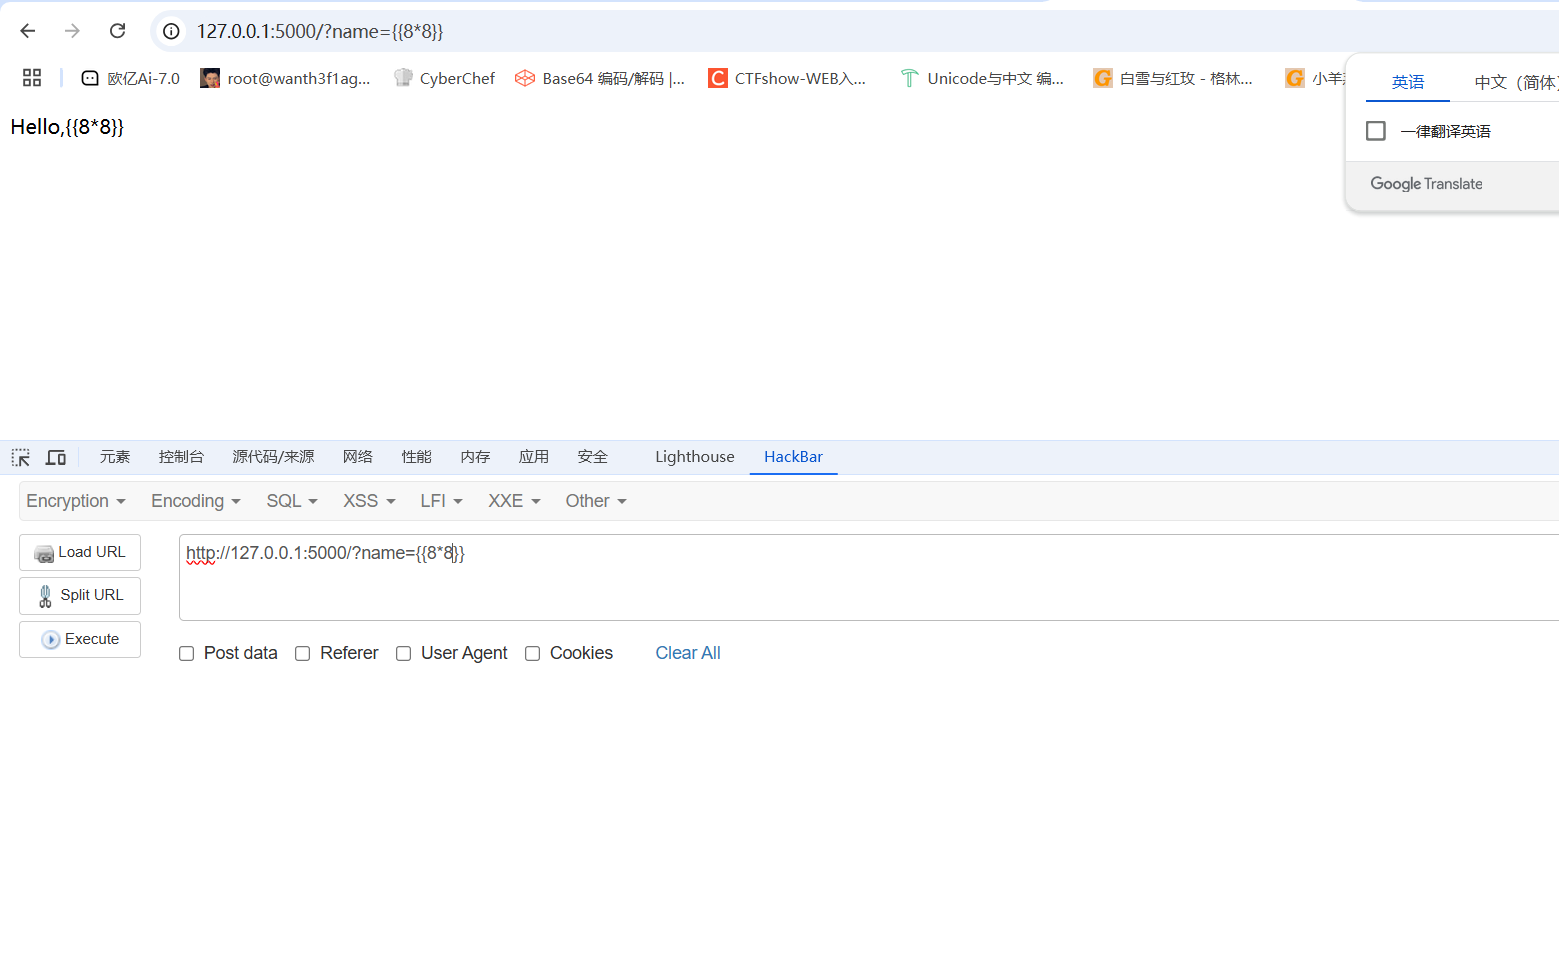 127.0.0.1:5000/?name={{8*8}}
欧亿Ai-7.0 root@wanth3f1ag... CyberChef Base64 编码/解码 |... CTFshow-WEB入... Unicode与中文 编... 白雪与红玫 - 格林... 小羊
英语 中文（简体）
一律翻译英语
Google Translate
Hello,{{8*8}}
元素 控制台 源代码/来源 网络 性能 内存 应用 安全 Lighthouse HackBar
Encryption Encoding SQL XSS LFI XXE Other
Load URL
Split URL
Execute
http://127.0.0.1:5000/?name={{8*8}}
Post data Referer User Agent Cookies Clear All